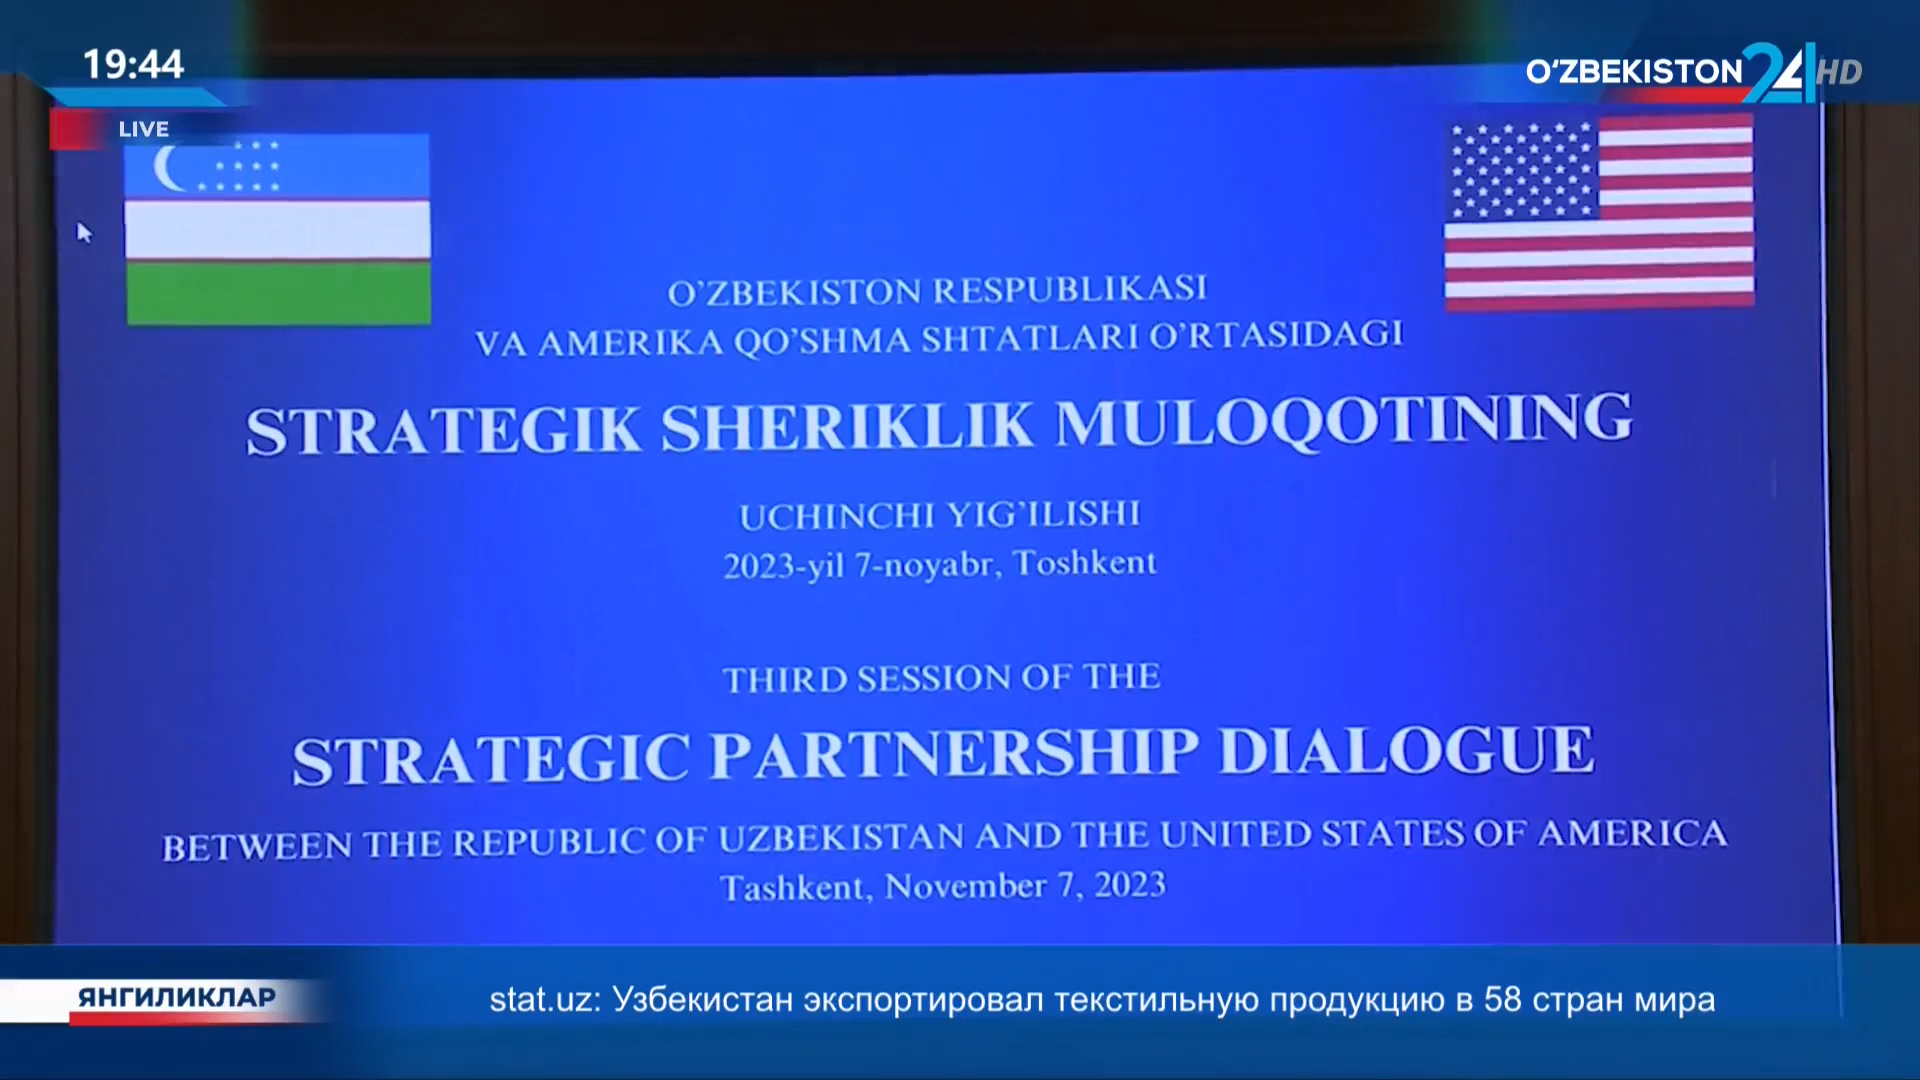 19:44
O‘ZBEKISTON 24 HD
LIVE
O’ZBEKISTON RESPUBLIKASI
VA AMERIKA QO’SHMA SHTATLARI O’RTASIDAGI
STRATEGIK SHERIKLIK MULOQOTINING
UCHINCHI YIG’ILISHI
2023-yil 7-noyabr, Toshkent
THIRD SESSION OF THE
STRATEGIC PARTNERSHIP DIALOGUE
BETWEEN THE REPUBLIC OF UZBEKISTAN AND THE UNITED STATES OF AMERICA
Tashkent, November 7, 2023
ЯНГИЛИКЛАР
stat.uz: Узбекистан экспортировал текстильную продукцию в 58 стран мира